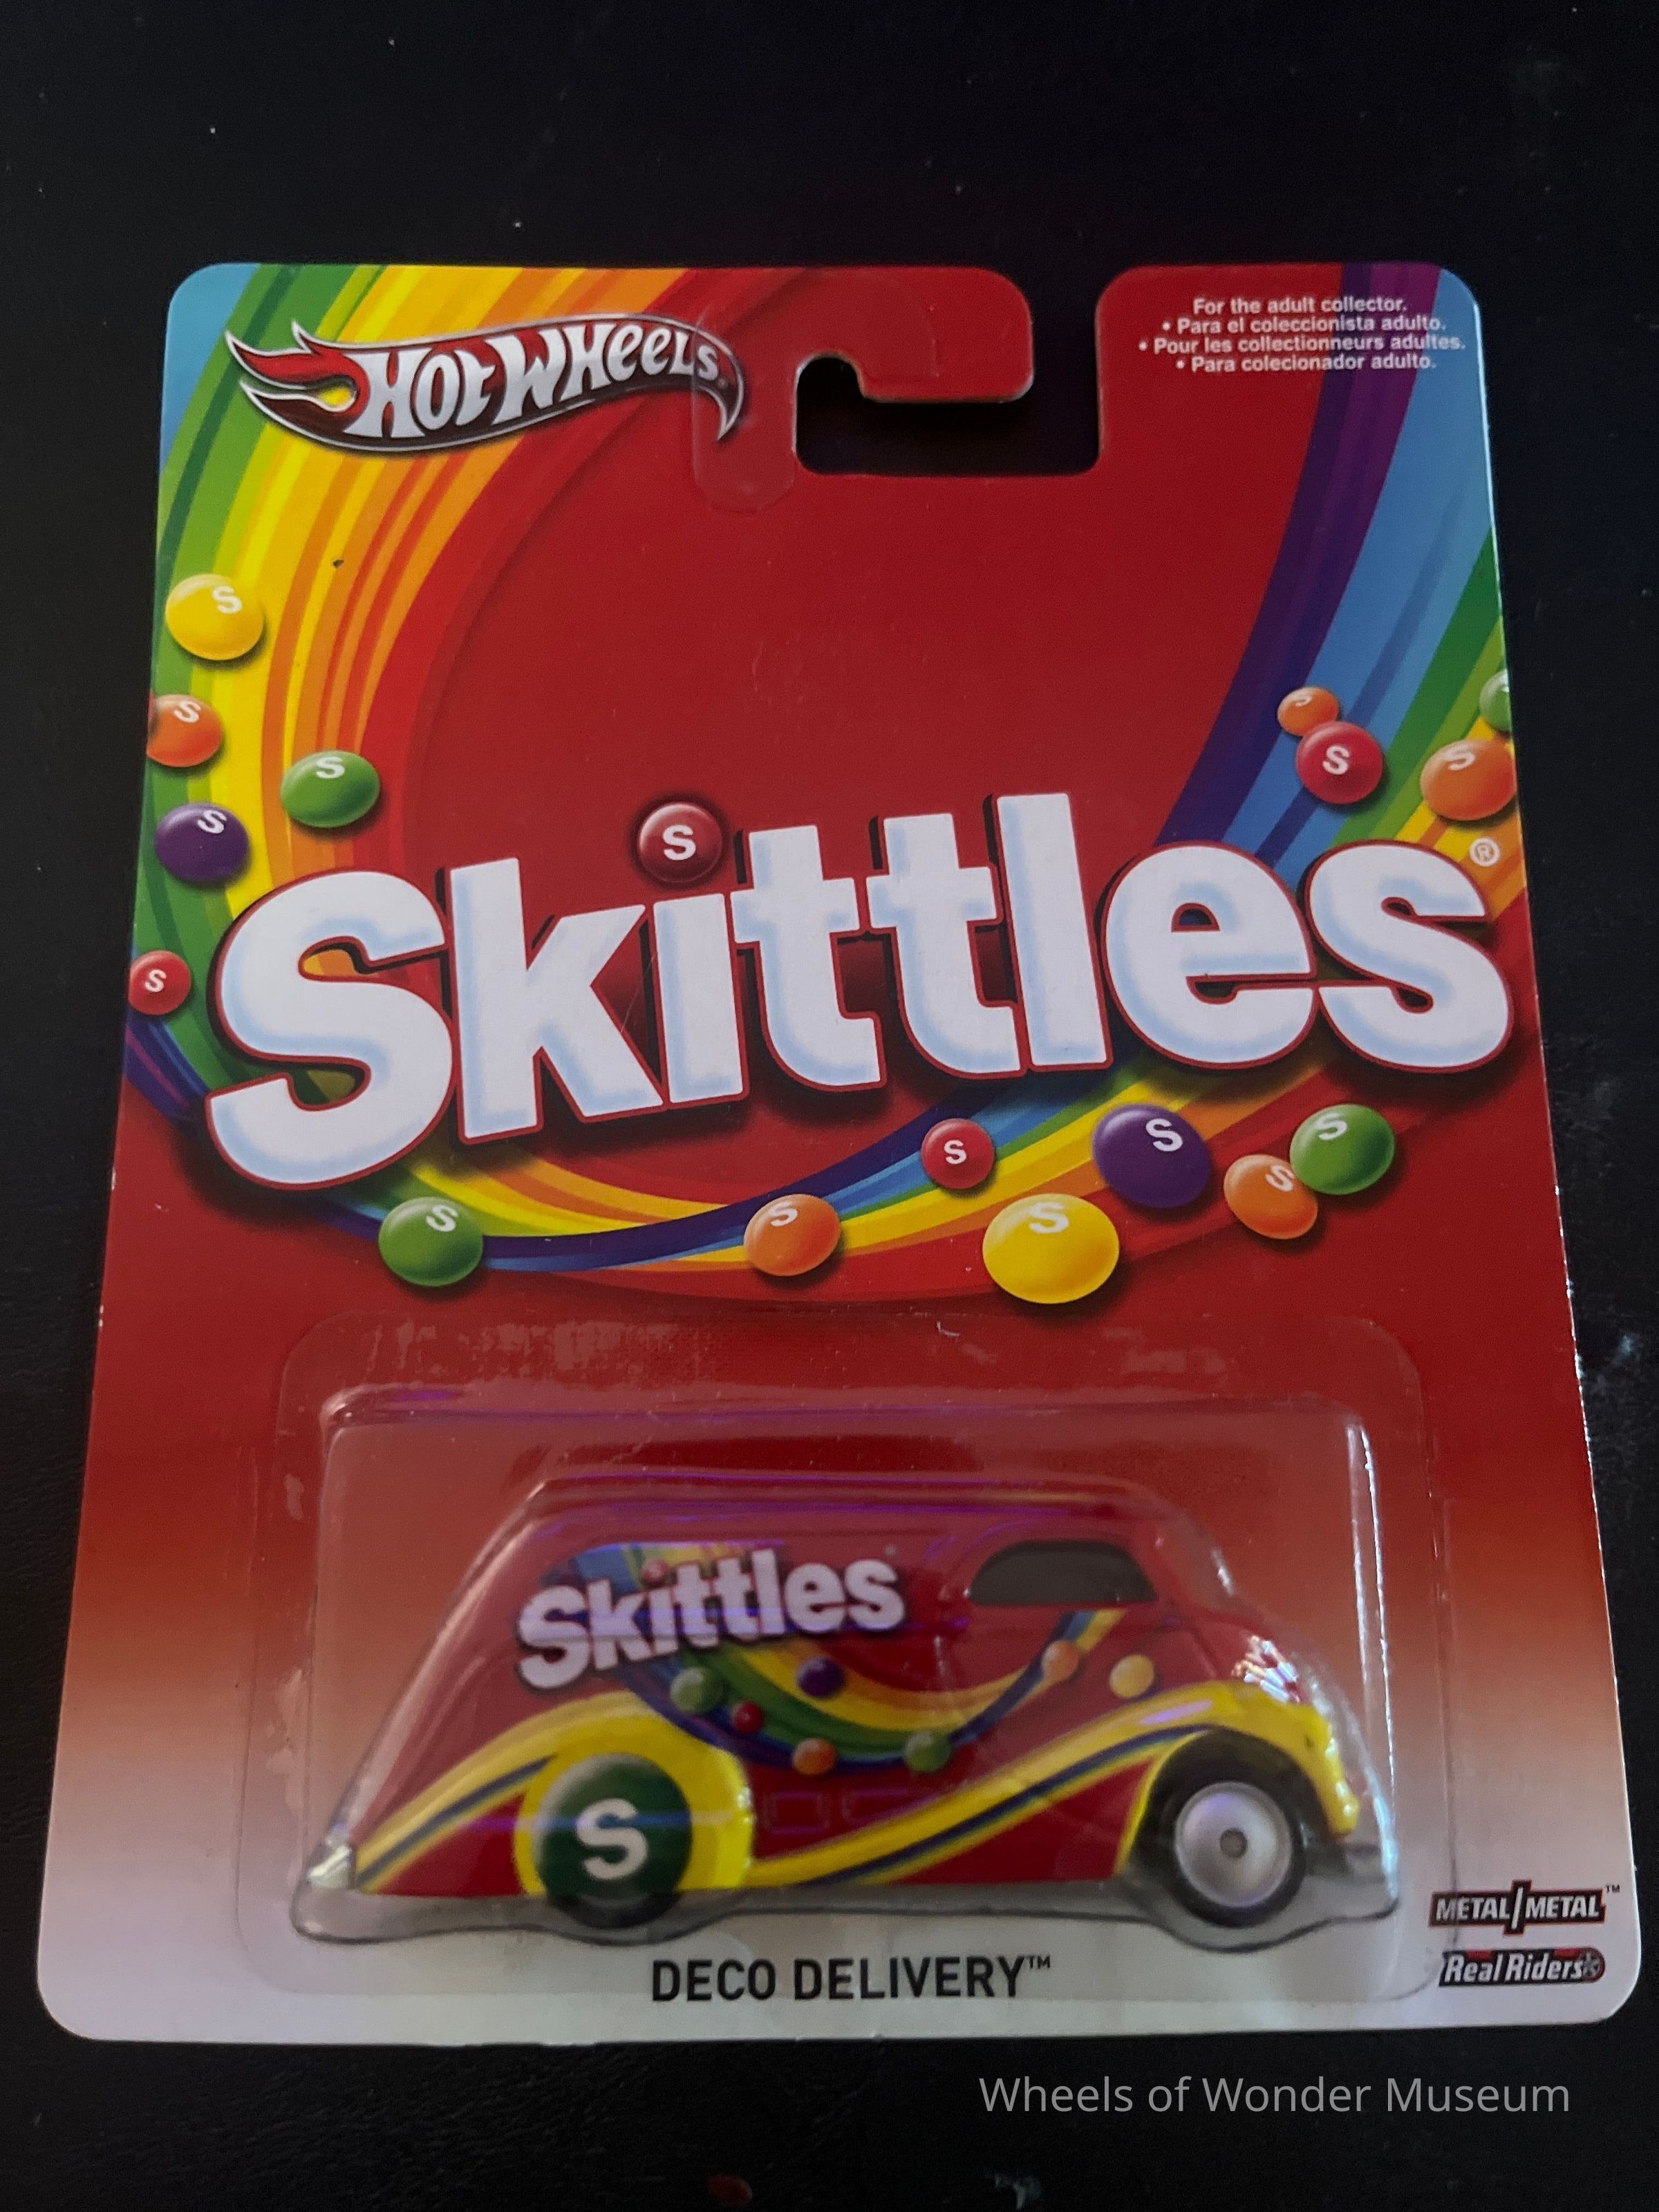 HOT WHEELS
For the adult collector.
• Para el coleccionista adulto.
• Pour les collectionneurs adultes.
• Para colecionador adulto.
S
S
S
S
S
S
S
S
S
Skittles®
S
S
S
S
S
S
S
Skittles
S
METAL/METAL™
Real Riders
DECO DELIVERY™
Wheels of Wonder Museum